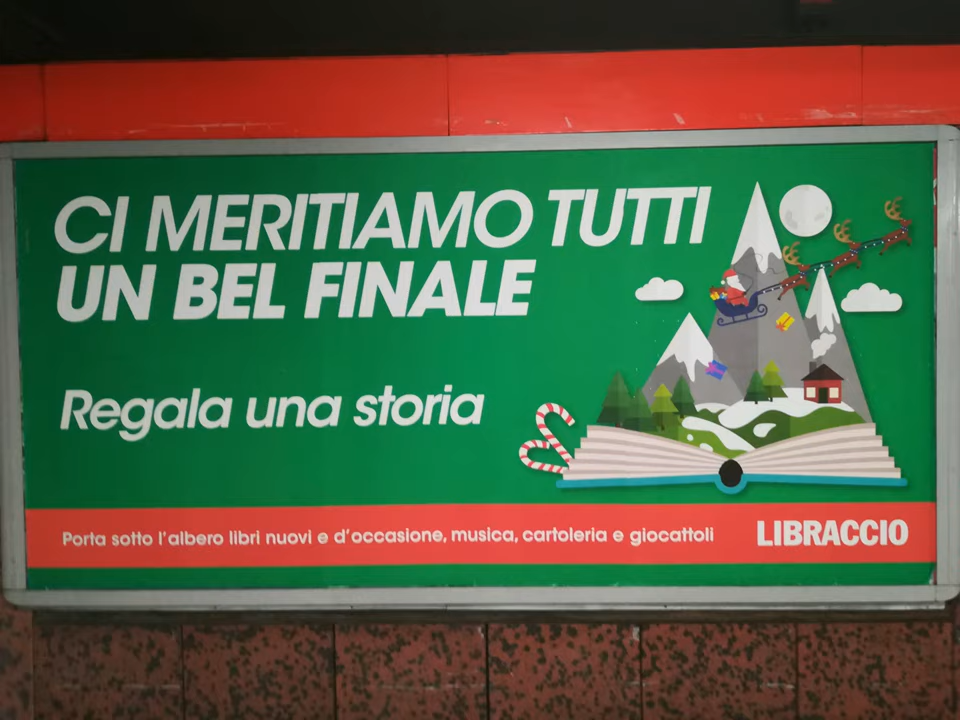 CI MERITIAMO TUTTI
UN BEL FINALE
Regala una storia
Porta sotto l'albero libri nuovi e d'occasione, musica, cartoleria e giocattoli
LIBRACCIO